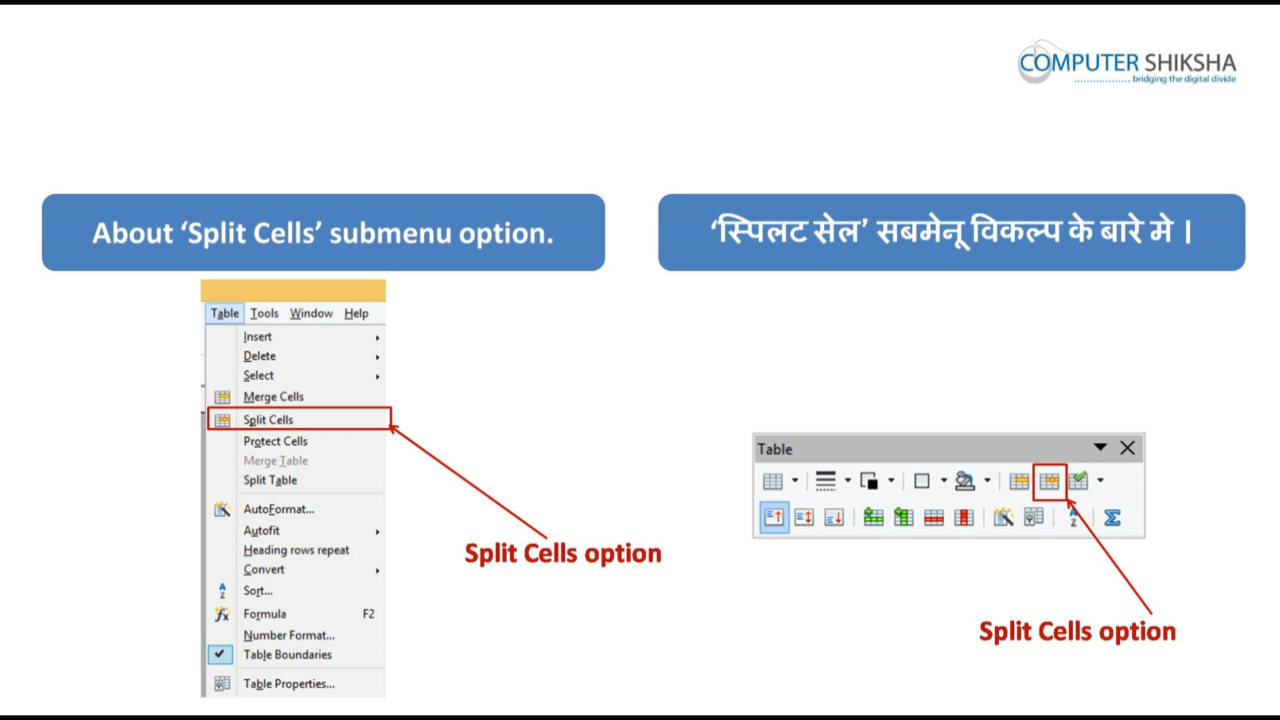 COMPUTER SHIKSHA
.................. bridging the digital divide
About ‘Split Cells’ submenu option.
‘स्पिलट सेल’ सबमेनू विकल्प के बारे मे |
Table Tools Window Help
Insert
Delete
Select
Merge Cells
Split Cells
Protect Cells
Merge Table
Split Table
AutoFormat...
Autofit
Heading rows repeat
Convert
Sort...
Formula F2
Number Format...
Table Boundaries
Table Properties...
Split Cells option
Table
Split Cells option